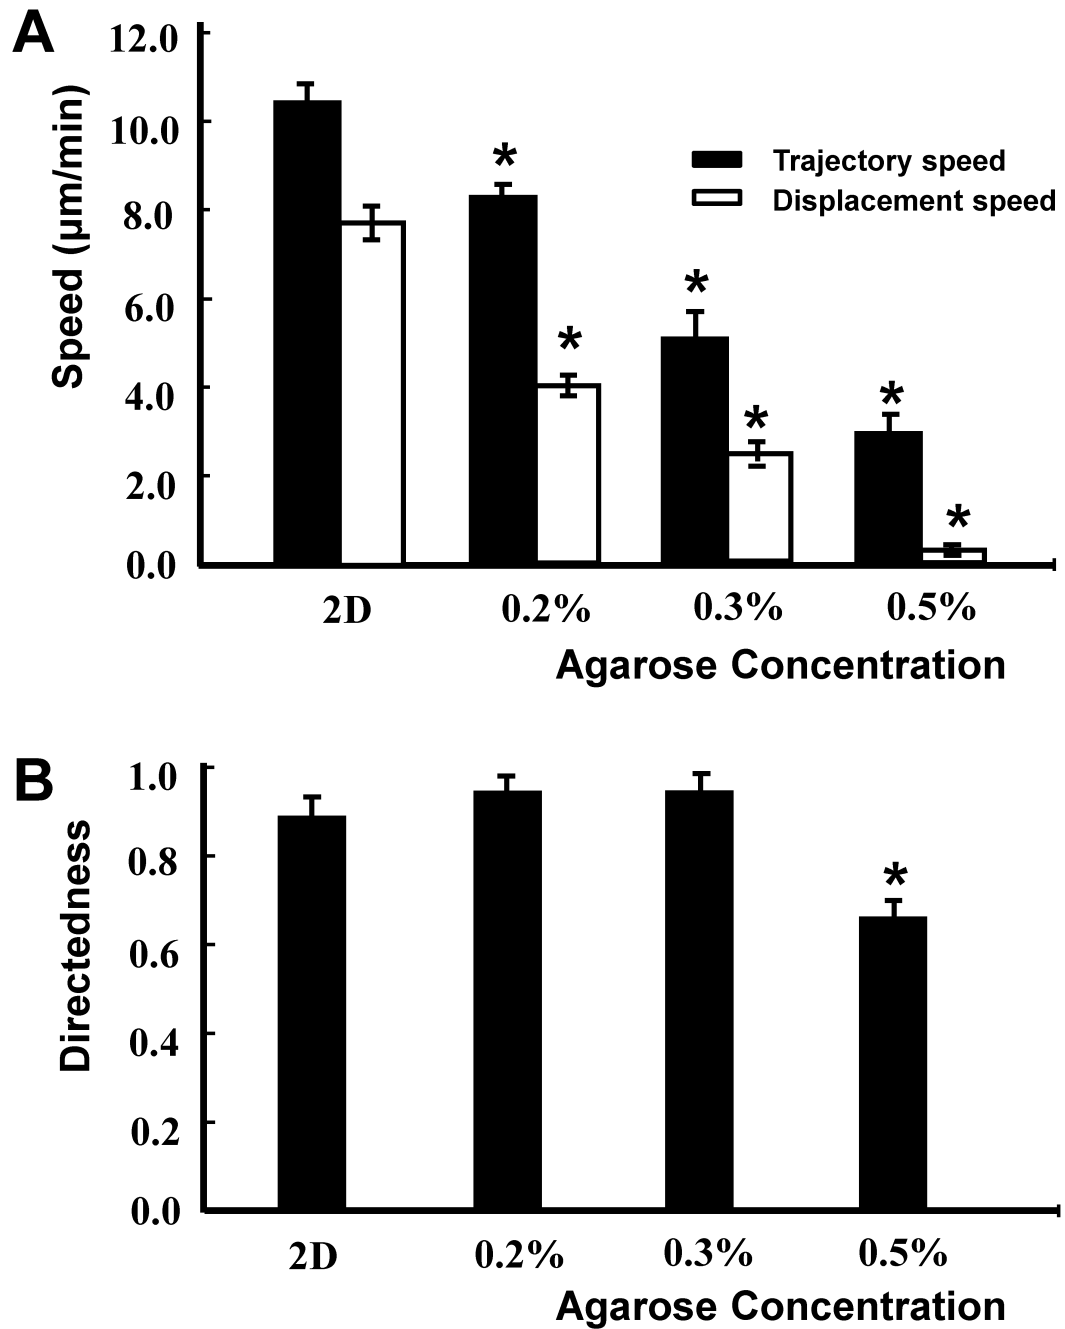 A
12.0
10.0
8.0
6.0
4.0
2.0
0.0
Speed (µm/min)
Trajectory speed
Displacement speed
*
*
*
*
*
*
2D 0.2% 0.3% 0.5%
Agarose Concentration
B
1.0
0.8
0.6
0.4
0.2
0.0
Directedness
*
2D 0.2% 0.3% 0.5%
Agarose Concentration